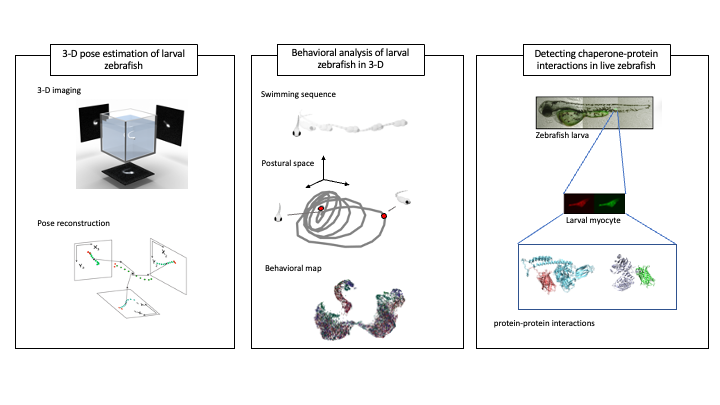 3-D pose estimation of larval
zebrafish
3-D imaging
Pose reconstruction
Behavioral analysis of larval
zebrafish in 3-D
Swimming sequence
Postural space
Behavioral map
Detecting chaperone-protein
interactions in live zebrafish
Zebrafish larva
Larval myocyte
protein-protein interactions